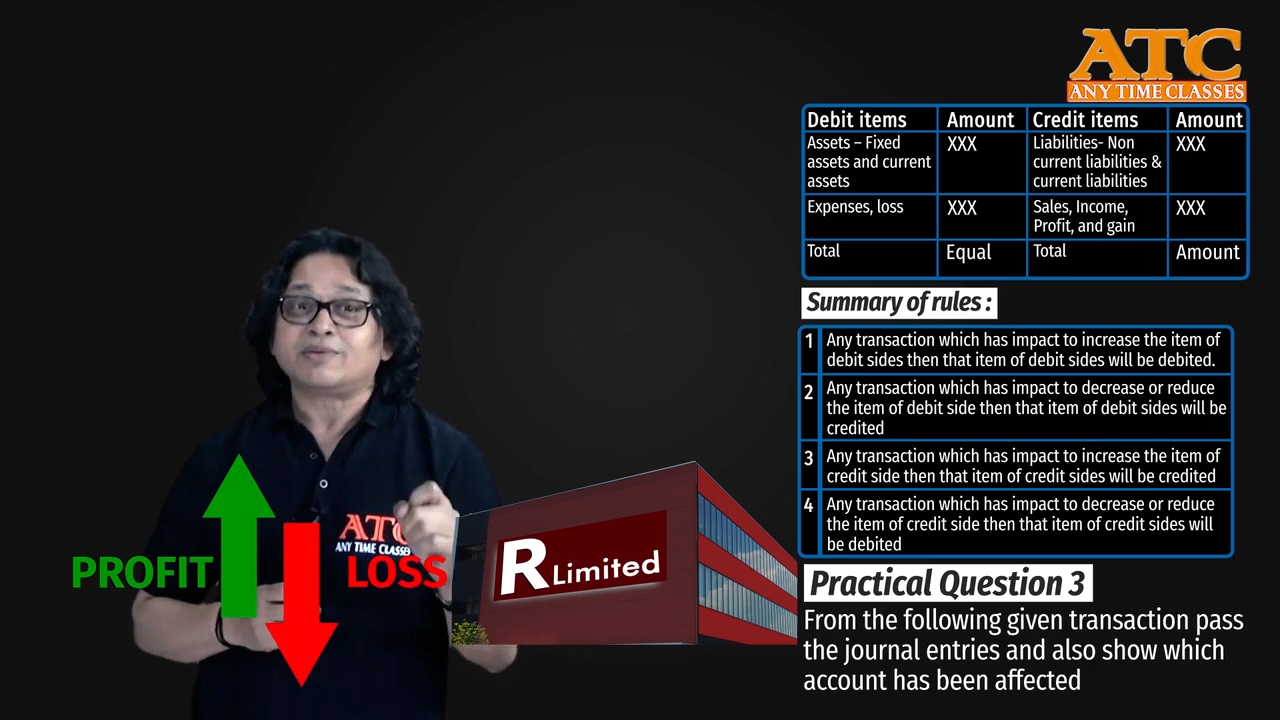 ATC
ANY TIME CLASSES
Debit items Amount Credit items Amount
Assets – Fixed
assets and current
assets
XXX
Liabilities- Non
current liabilities &
current liabilities
XXX
Expenses, loss
XXX
Sales, Income,
Profit, and gain
XXX
Total Equal Total Amount
Summary of rules :
1 Any transaction which has impact to increase the item of
debit sides then that item of debit sides will be debited.
2 Any transaction which has impact to decrease or reduce
the item of debit side then that item of debit sides will be
credited
3 Any transaction which has impact to increase the item of
credit side then that item of credit sides will be credited
4 Any transaction which has impact to decrease or reduce
the item of credit side then that item of credit sides will
be debited
Practical Question 3
From the following given transaction pass
the journal entries and also show which
account has been affected
PROFIT
LOSS
ATC
ANY TIME CLASSES
R Limited